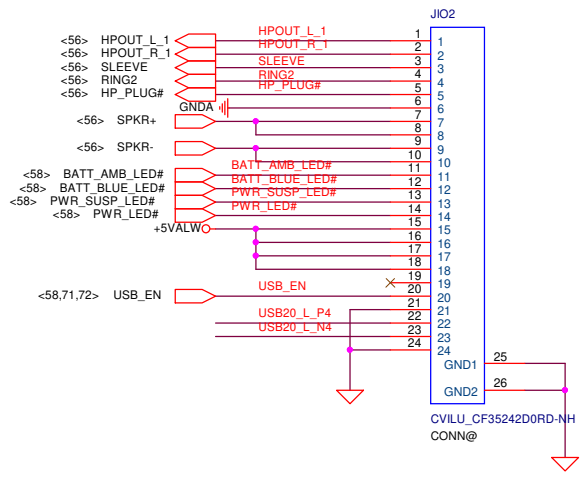 JIO2
<56> HPOUT_L_1 HPOUT_L_1 1 1
<56> HPOUT_R_1 HPOUT_R_1 2 2
<56> SLEEVE SLEEVE 3 3
<56> RING2 RING2 4 4
<56> HP_PLUG# HP_PLUG# 5 5
GNDA 6 6
<56> SPKR+ 7 7
8 8
<56> SPKR- 9 9
10 10
<58> BATT_AMB_LED# BATT_AMB_LED# 11 11
<58> BATT_BLUE_LED# BATT_BLUE_LED# 12 12
<58> PWR_SUSP_LED# PWR_SUSP_LED# 13 13
<58> PWR_LED# PWR_LED# 14 14
+5VALW 15 15
16 16
17 17
18 18
19 19
<58,71,72> USB_EN USB_EN 20 20
21 21
USB20_L_P4 22 22
USB20_L_N4 23 23
24 24
GND1 25
GND2 26
CVILU_CF35242D0RD-NH
CONN@